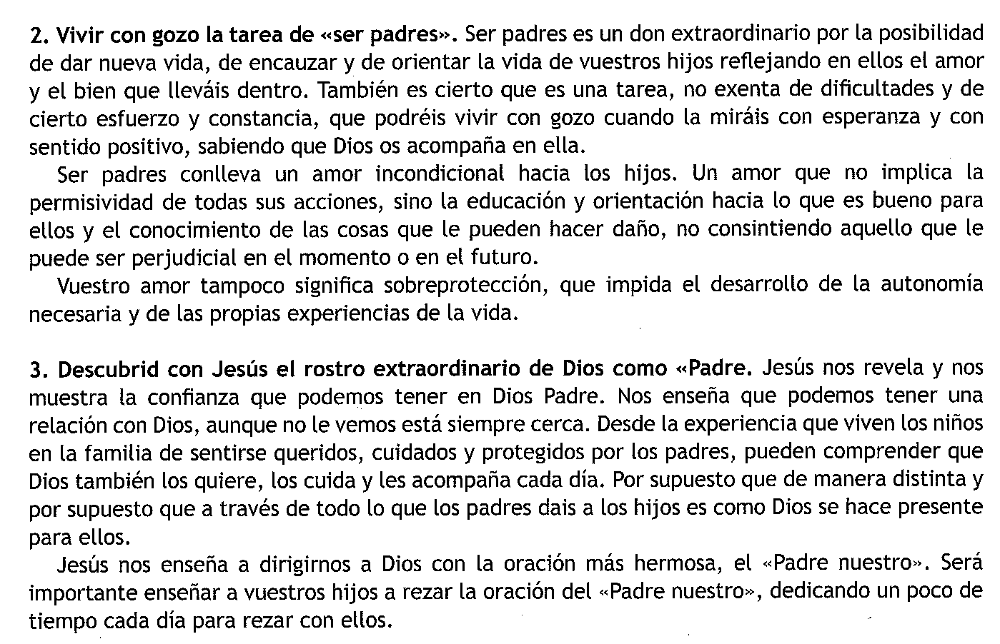 2. Vivir con gozo la tarea de «ser padres». Ser padres es un don extraordinario por la posibilidad
de dar nueva vida, de encauzar y de orientar la vida de vuestros hijos reflejando en ellos el amor
y el bien que lleváis dentro. También es cierto que es una tarea, no exenta de dificultades y de
cierto esfuerzo y constancia, que podréis vivir con gozo cuando la miráis con esperanza y con
sentido positivo, sabiendo que Dios os acompaña en ella.
Ser padres conlleva un amor incondicional hacia los hijos. Un amor que no implica la
permisividad de todas sus acciones, sino la educación y orientación hacia lo que es bueno para
ellos y el conocimiento de las cosas que le pueden hacer daño, no consintiendo aquello que le
puede ser perjudicial en el momento o en el futuro.
Vuestro amor tampoco significa sobreprotección, que impida el desarrollo de la autonomía
necesaria y de las propias experiencias de la vida.
3. Descubrid con Jesús el rostro extraordinario de Dios como «Padre. Jesús nos revela y nos
muestra la confianza que podemos tener en Dios Padre. Nos enseña que podemos tener una
relación con Dios, aunque no le vemos está siempre cerca. Desde la experiencia que viven los niños
en la familia de sentirse queridos, cuidados y protegidos por los padres, pueden comprender que
Dios también los quiere, los cuida y les acompaña cada día. Por supuesto que de manera distinta y
por supuesto que a través de todo lo que los padres dais a los hijos es como Dios se hace presente
para ellos.
Jesús nos enseña a dirigirnos a Dios con la oración más hermosa, el «Padre nuestro». Será
importante enseñar a vuestros hijos a rezar la oración del «Padre nuestro», dedicando un poco de
tiempo cada día para rezar con ellos.